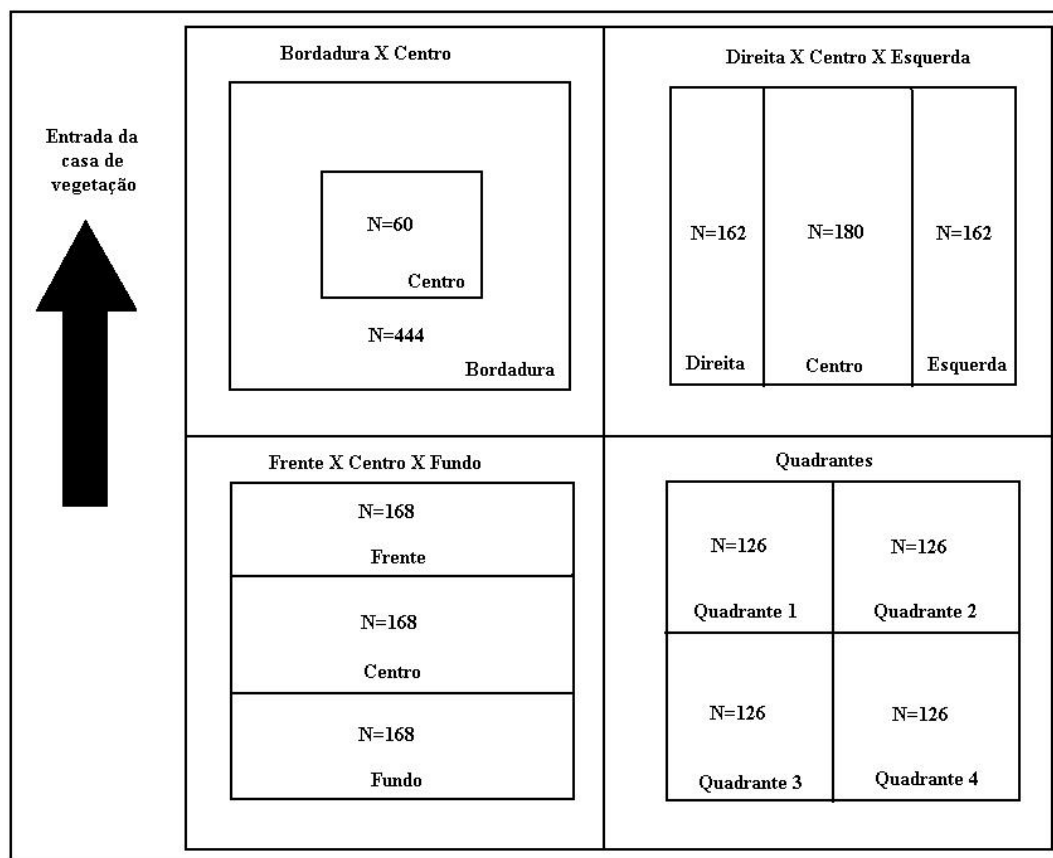 Entrada da
casa de
vegetação
Bordadura X Centro
N=60
Centro
N=444
Bordadura
Direita X Centro X Esquerda
N=162 N=180 N=162
Direita Centro Esquerda
Frente X Centro X Fundo
N=168
Frente
N=168
Centro
N=168
Fundo
Quadrantes
N=126 N=126
Quadrante 1 Quadrante 2
N=126 N=126
Quadrante 3 Quadrante 4